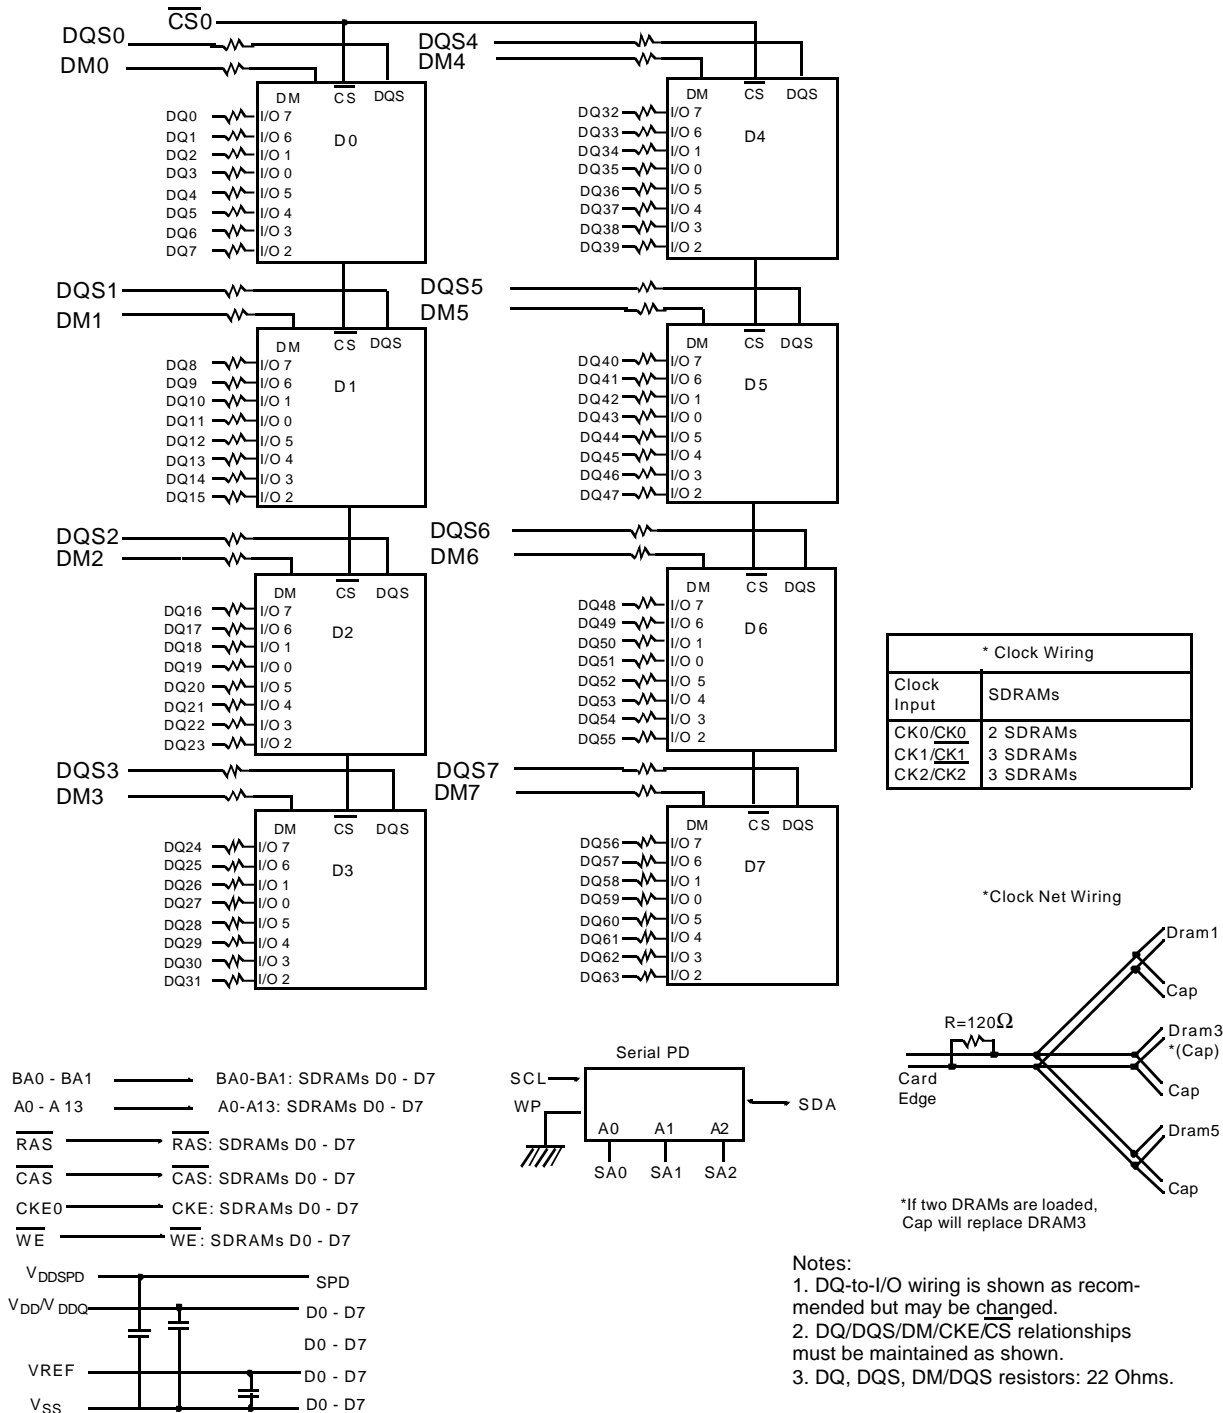 CS0
DQS0
DM0
DM CS DQS
D0
DQ0 I/O 7
DQ1 I/O 6
DQ2 I/O 1
DQ3 I/O 0
DQ4 I/O 5
DQ5 I/O 4
DQ6 I/O 3
DQ7 I/O 2
DQS1
DM1
DM CS DQS
D1
DQ8 I/O 7
DQ9 I/O 6
DQ10 I/O 1
DQ11 I/O 0
DQ12 I/O 5
DQ13 I/O 4
DQ14 I/O 3
DQ15 I/O 2
DQS2
DM2
DM CS DQS
D2
DQ16 I/O 7
DQ17 I/O 6
DQ18 I/O 1
DQ19 I/O 0
DQ20 I/O 5
DQ21 I/O 4
DQ22 I/O 3
DQ23 I/O 2
DQS3
DM3
DM CS DQS
D3
DQ24 I/O 7
DQ25 I/O 6
DQ26 I/O 1
DQ27 I/O 0
DQ28 I/O 5
DQ29 I/O 4
DQ30 I/O 3
DQ31 I/O 2
DQS4
DM4
DM CS DQS
D4
DQ32 I/O 7
DQ33 I/O 6
DQ34 I/O 1
DQ35 I/O 0
DQ36 I/O 5
DQ37 I/O 4
DQ38 I/O 3
DQ39 I/O 2
DQS5
DM5
DM CS DQS
D5
DQ40 I/O 7
DQ41 I/O 6
DQ42 I/O 1
DQ43 I/O 0
DQ44 I/O 5
DQ45 I/O 4
DQ46 I/O 3
DQ47 I/O 2
DQS6
DM6
DM CS DQS
D6
DQ48 I/O 7
DQ49 I/O 6
DQ50 I/O 1
DQ51 I/O 0
DQ52 I/O 5
DQ53 I/O 4
DQ54 I/O 3
DQ55 I/O 2
DQS7
DM7
DM CS DQS
D7
DQ56 I/O 7
DQ57 I/O 6
DQ58 I/O 1
DQ59 I/O 0
DQ60 I/O 5
DQ61 I/O 4
DQ62 I/O 3
DQ63 I/O 2
* Clock Wiring
Clock Input SDRAMs
CK0/CK0 2 SDRAMs
CK1/CK1 3 SDRAMs
CK2/CK2 3 SDRAMs
*Clock Net Wiring
Dram1
Cap
R=120Ω
Dram3
*(Cap)
Card
Edge
Cap
Dram5
Cap
*If two DRAMs are loaded,
Cap will replace DRAM3
BA0 - BA1 BA0-BA1: SDRAMs D0 - D7
A0 - A13 A0-A13: SDRAMs D0 - D7
RAS RAS: SDRAMs D0 - D7
CAS CAS: SDRAMs D0 - D7
CKE0 CKE: SDRAMs D0 - D7
WE WE: SDRAMs D0 - D7
Serial PD
SCL
WP
SDA
A0 A1 A2
SA0 SA1 SA2
VDDSPD SPD
VDD/VDDQ D0 - D7
D0 - D7
VREF D0 - D7
VSS D0 - D7
Notes:
1. DQ-to-I/O wiring is shown as recom-
mended but may be changed.
2. DQ/DQS/DM/CKE/CS relationships
must be maintained as shown.
3. DQ, DQS, DM/DQS resistors: 22 Ohms.